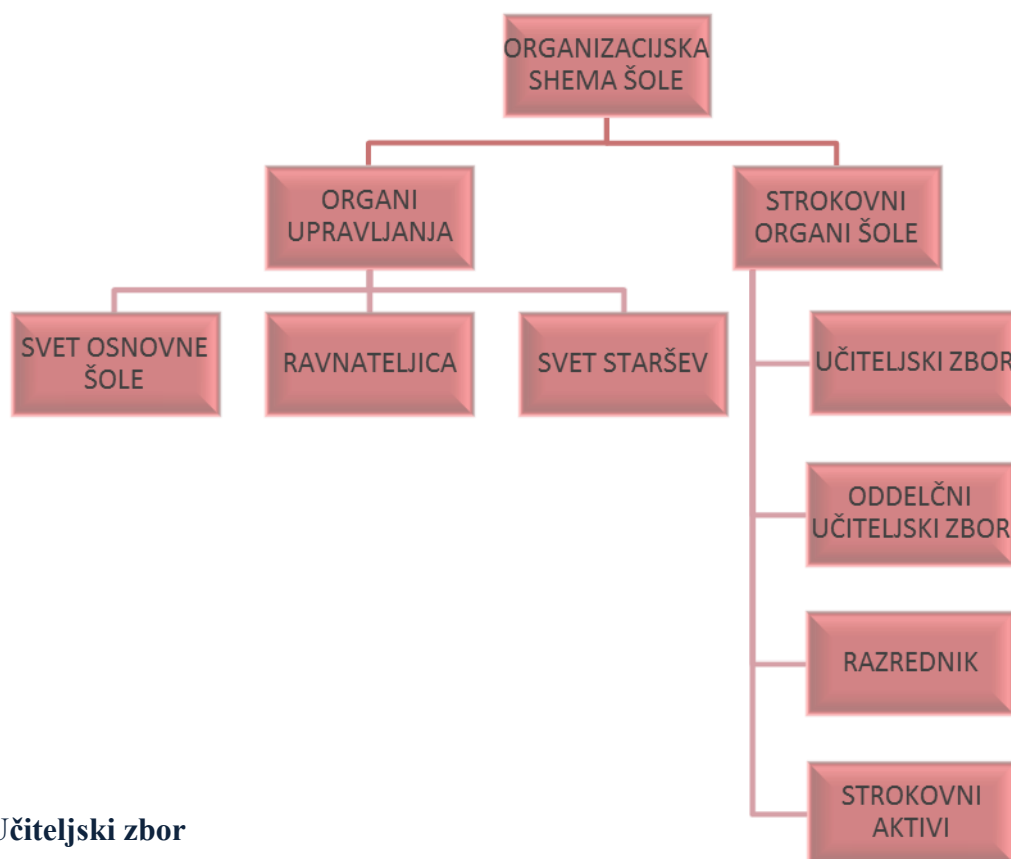 ORGANIZACIJSKA
SHEMA ŠOLE
ORGANI
UPRAVLJANJA
STROKOVNI
ORGANI ŠOLE
SVET OSNOVNE
ŠOLE
RAVNATELJICA
SVET STARŠEV
UČITELJSKI ZBOR
ODDELČNI
UČITELJSKI ZBOR
RAZREDNIK
STROKOVNI
AKTIVI
Učiteljski zbor